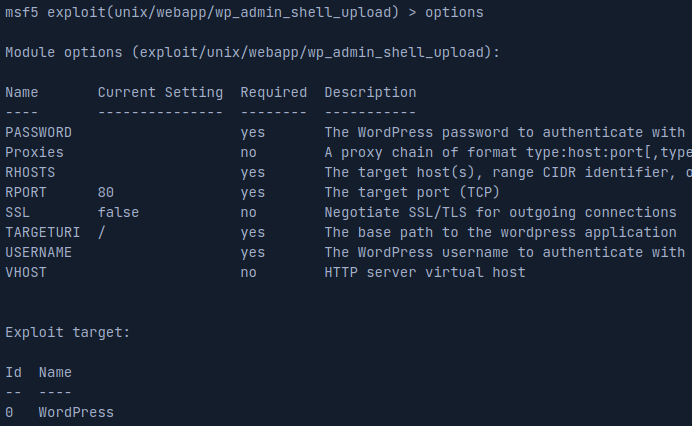 msf5 exploit(unix/webapp/wp_admin_shell_upload) > options
Module options (exploit/unix/webapp/wp_admin_shell_upload):
Name       Current Setting  Required  Description
----       ---------------  --------  -----------
PASSWORD                    yes       The WordPress password to authenticate with
Proxies                     no        A proxy chain of format type:host:port[,type
RHOSTS                      yes       The target host(s), range CIDR identifier, o
RPORT      80               yes       The target port (TCP)
SSL        false            no        Negotiate SSL/TLS for outgoing connections
TARGETURI  /                yes       The base path to the wordpress application
USERNAME                    yes       The WordPress username to authenticate with
VHOST                       no        HTTP server virtual host
Exploit target:
Id  Name
--  ----
0   WordPress